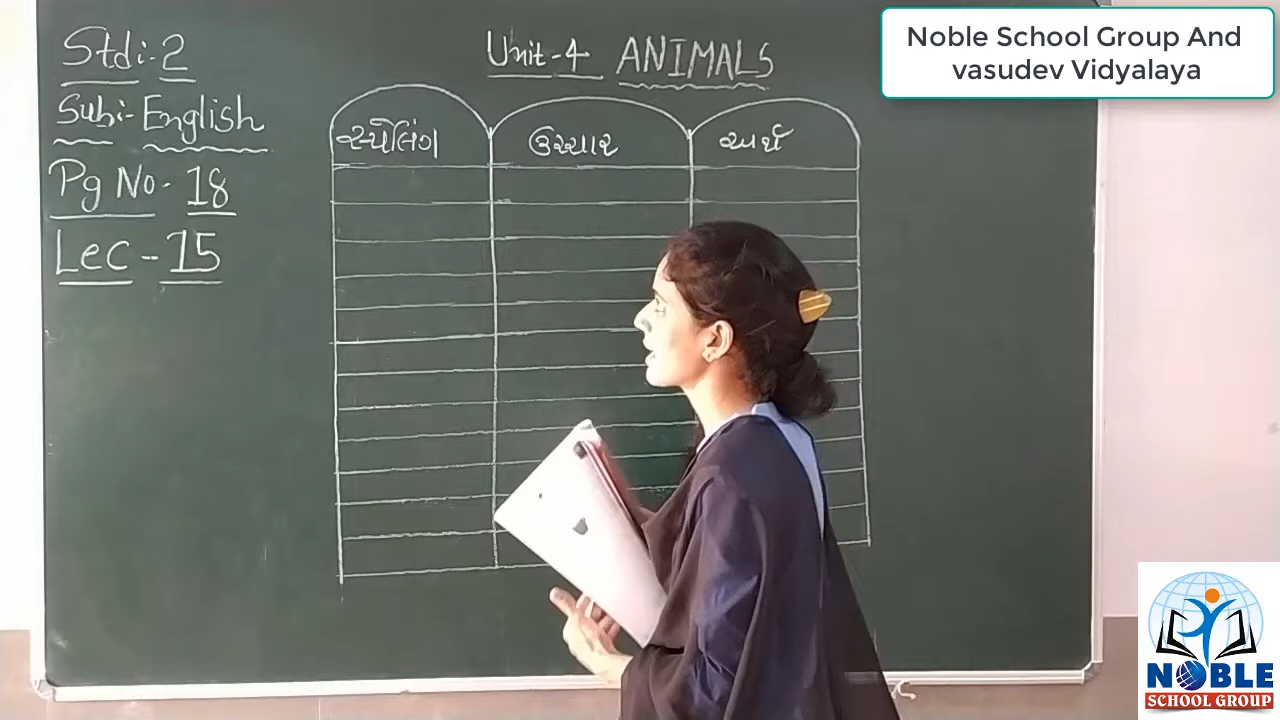 Std:- 2
Sub:- English
Pg No - 18
Lec - 15
Unit - 4 ANIMALS
સ્પેલિંગ ઉચ્ચાર અર્થ
Noble School Group And
vasudev Vidyalaya
NOBLE
SCHOOL GROUP